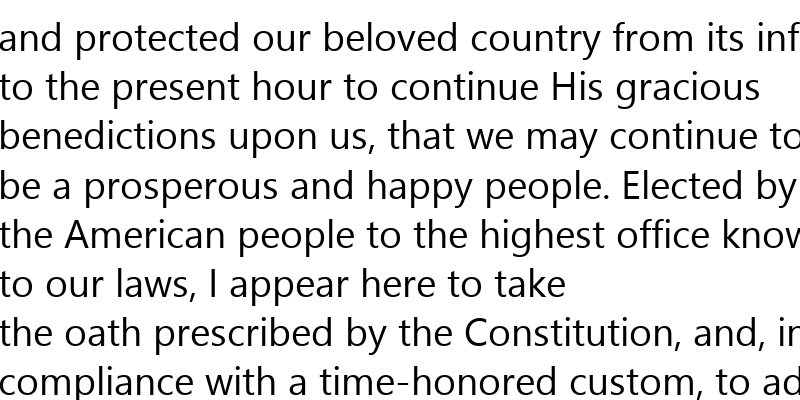 and protected our beloved country from its inf
to the present hour to continue His gracious
benedictions upon us, that we may continue to
be a prosperous and happy people. Elected by
the American people to the highest office know
to our laws, I appear here to take
the oath prescribed by the Constitution, and, in
compliance with a time-honored custom, to ad